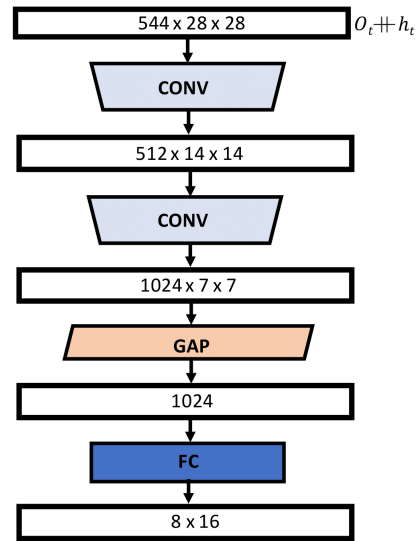 544 x 28 x 28 O_t ⧺ h_t
CONV
512 x 14 x 14
CONV
1024 x 7 x 7
GAP
1024
FC
8 x 16